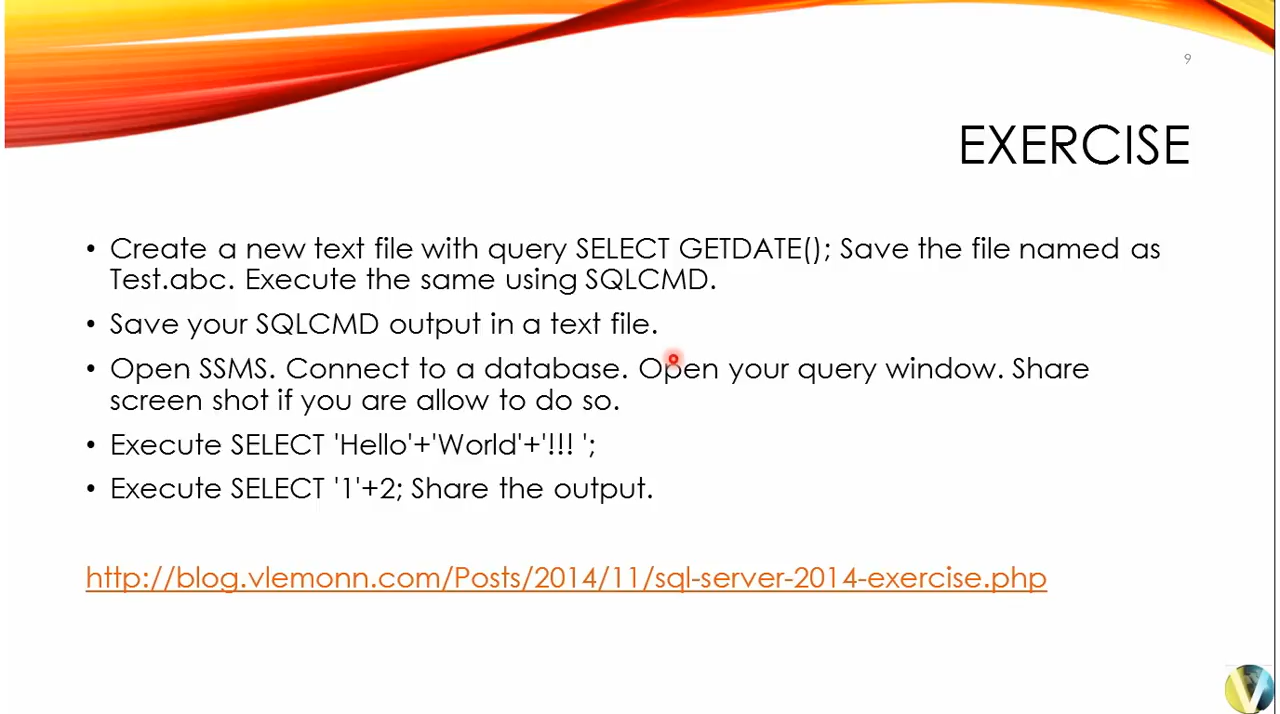 9
EXERCISE
• Create a new text file with query SELECT GETDATE(); Save the file named as
Test.abc. Execute the same using SQLCMD.
• Save your SQLCMD output in a text file.
• Open SSMS. Connect to a database. Open your query window. Share
screen shot if you are allow to do so.
• Execute SELECT 'Hello'+'World'+'!!! ';
• Execute SELECT '1'+2; Share the output.
http://blog.vlemonn.com/Posts/2014/11/sql-server-2014-exercise.php
V